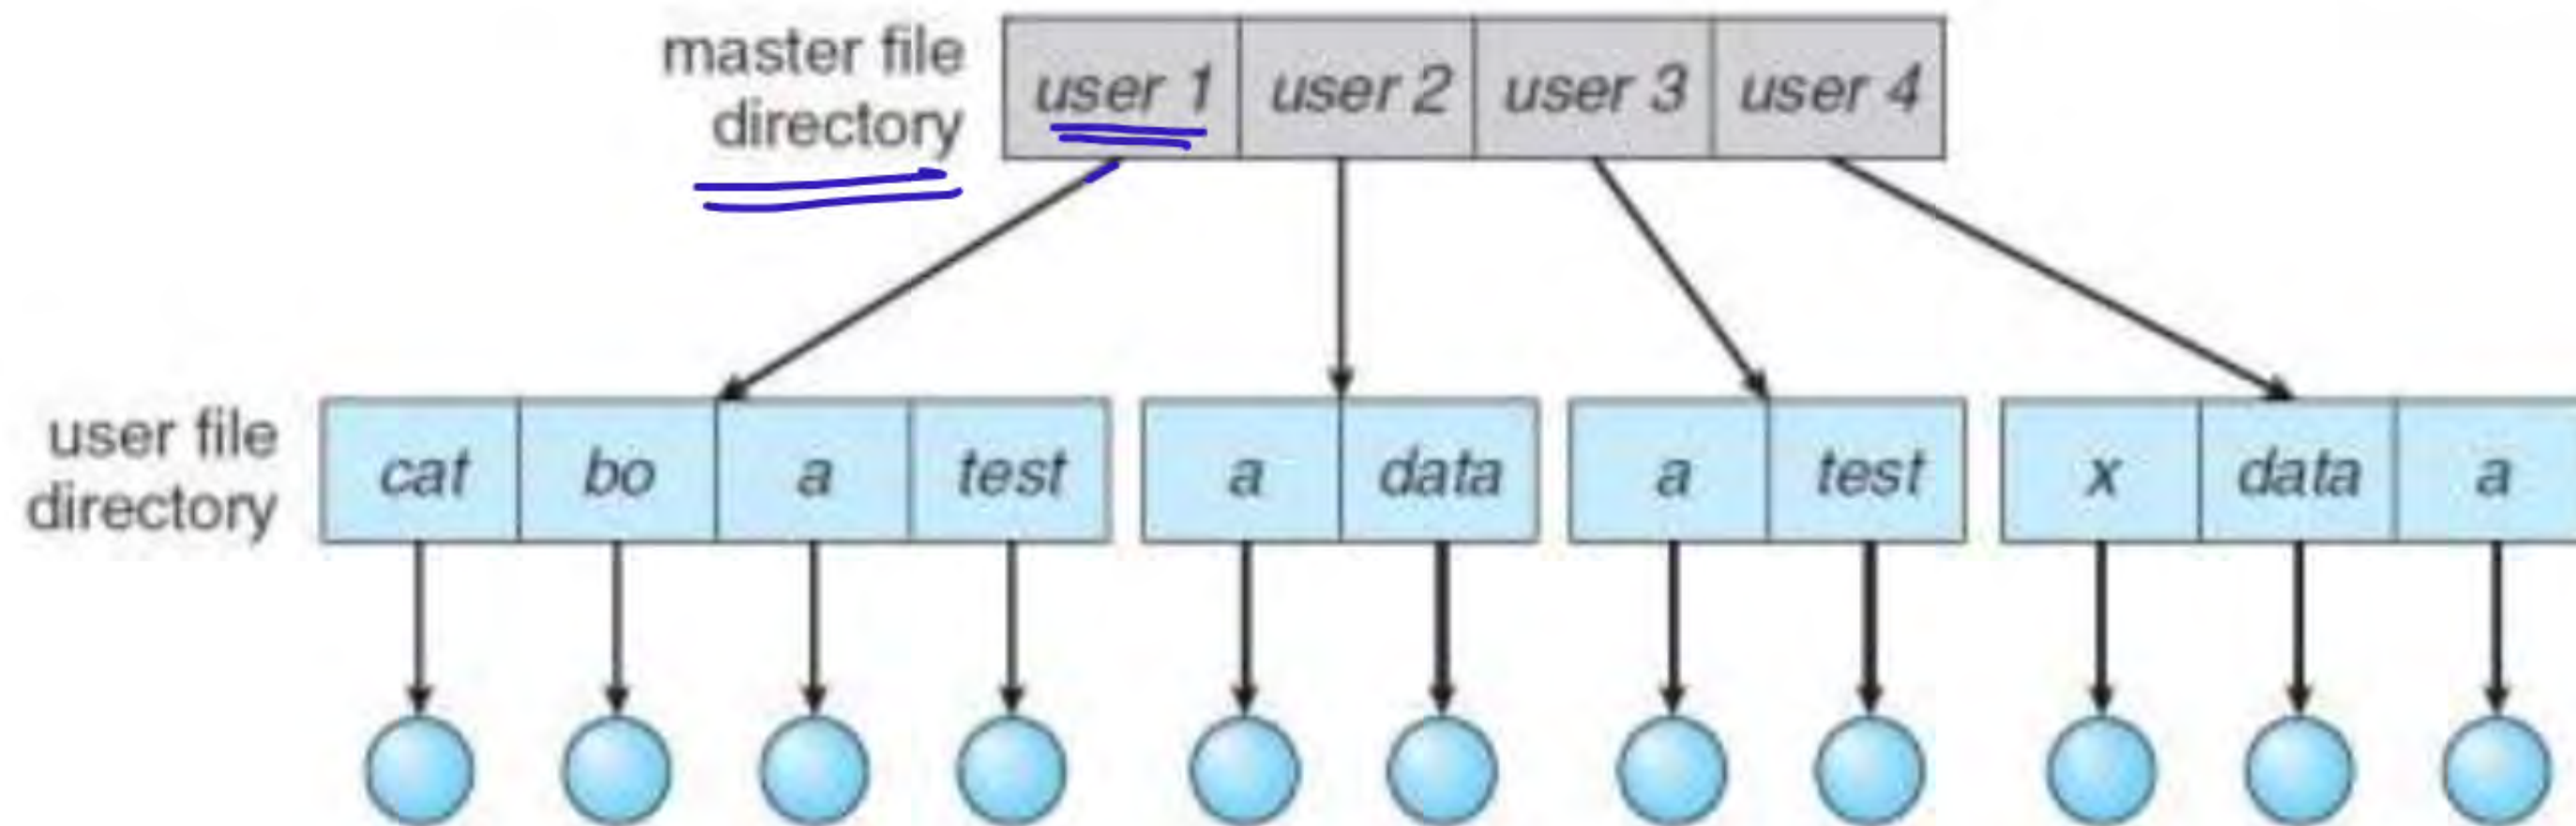 master file
directory
user 1 user 2 user 3 user 4
user file
directory
cat bo a test a data a test x data a